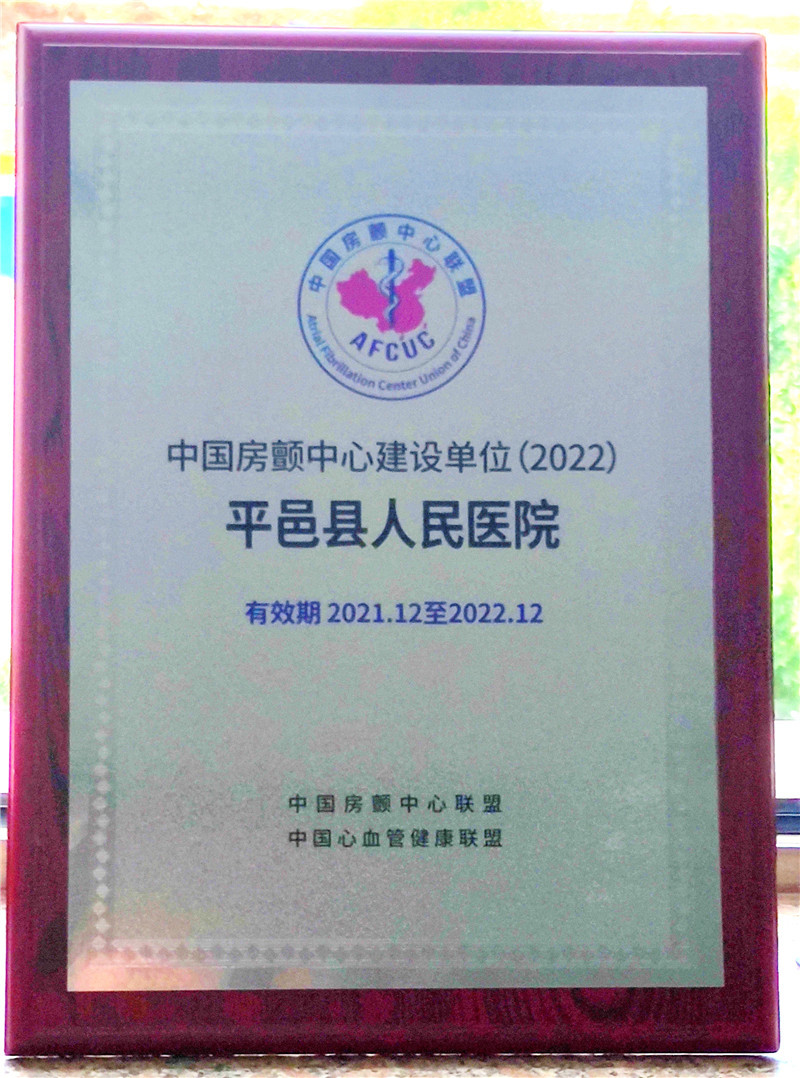 中国房颤中心联盟
AFCUC
Atrial Fibrillation Center Union of China
中国房颤中心建设单位(2022)
平邑县人民医院
有效期 2021.12至2022.12
中国房颤中心联盟
中国心血管健康联盟